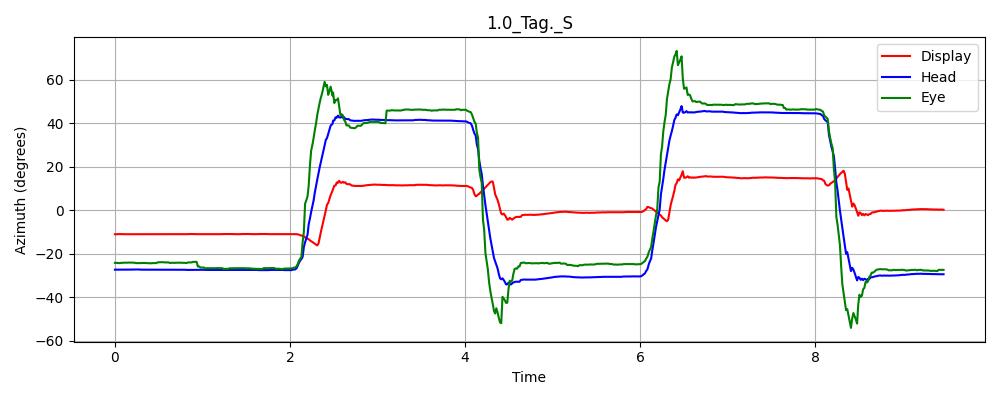 1.0_Tag._S
Display
Head
Eye
Azimuth (degrees)
60
40
20
0
−20
−40
−60
0 2 4 6 8
Time